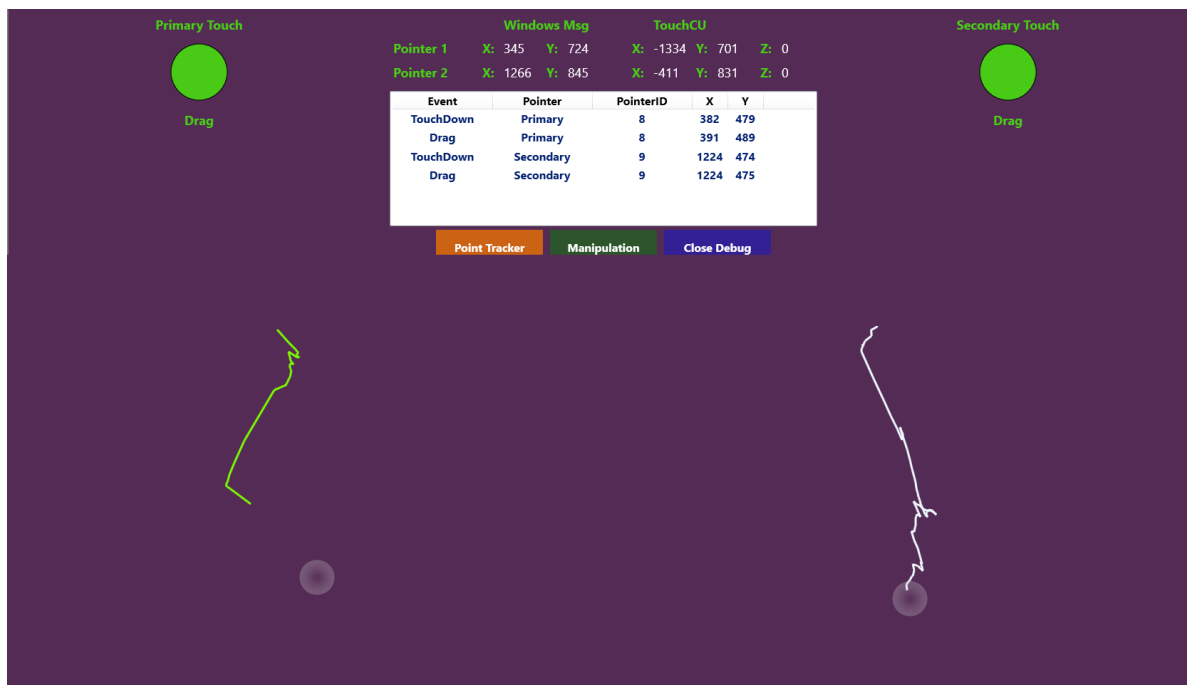 Primary Touch
Windows Msg TouchCU
Secondary Touch
Pointer 1 X: 345 Y: 724 X: -1334 Y: 701 Z: 0
Pointer 2 X: 1266 Y: 845 X: -411 Y: 831 Z: 0
Drag
Drag
Event Pointer PointerID X Y
TouchDown Primary 8 382 479
Drag Primary 8 391 489
TouchDown Secondary 9 1224 474
Drag Secondary 9 1224 475
Point Tracker Manipulation Close Debug